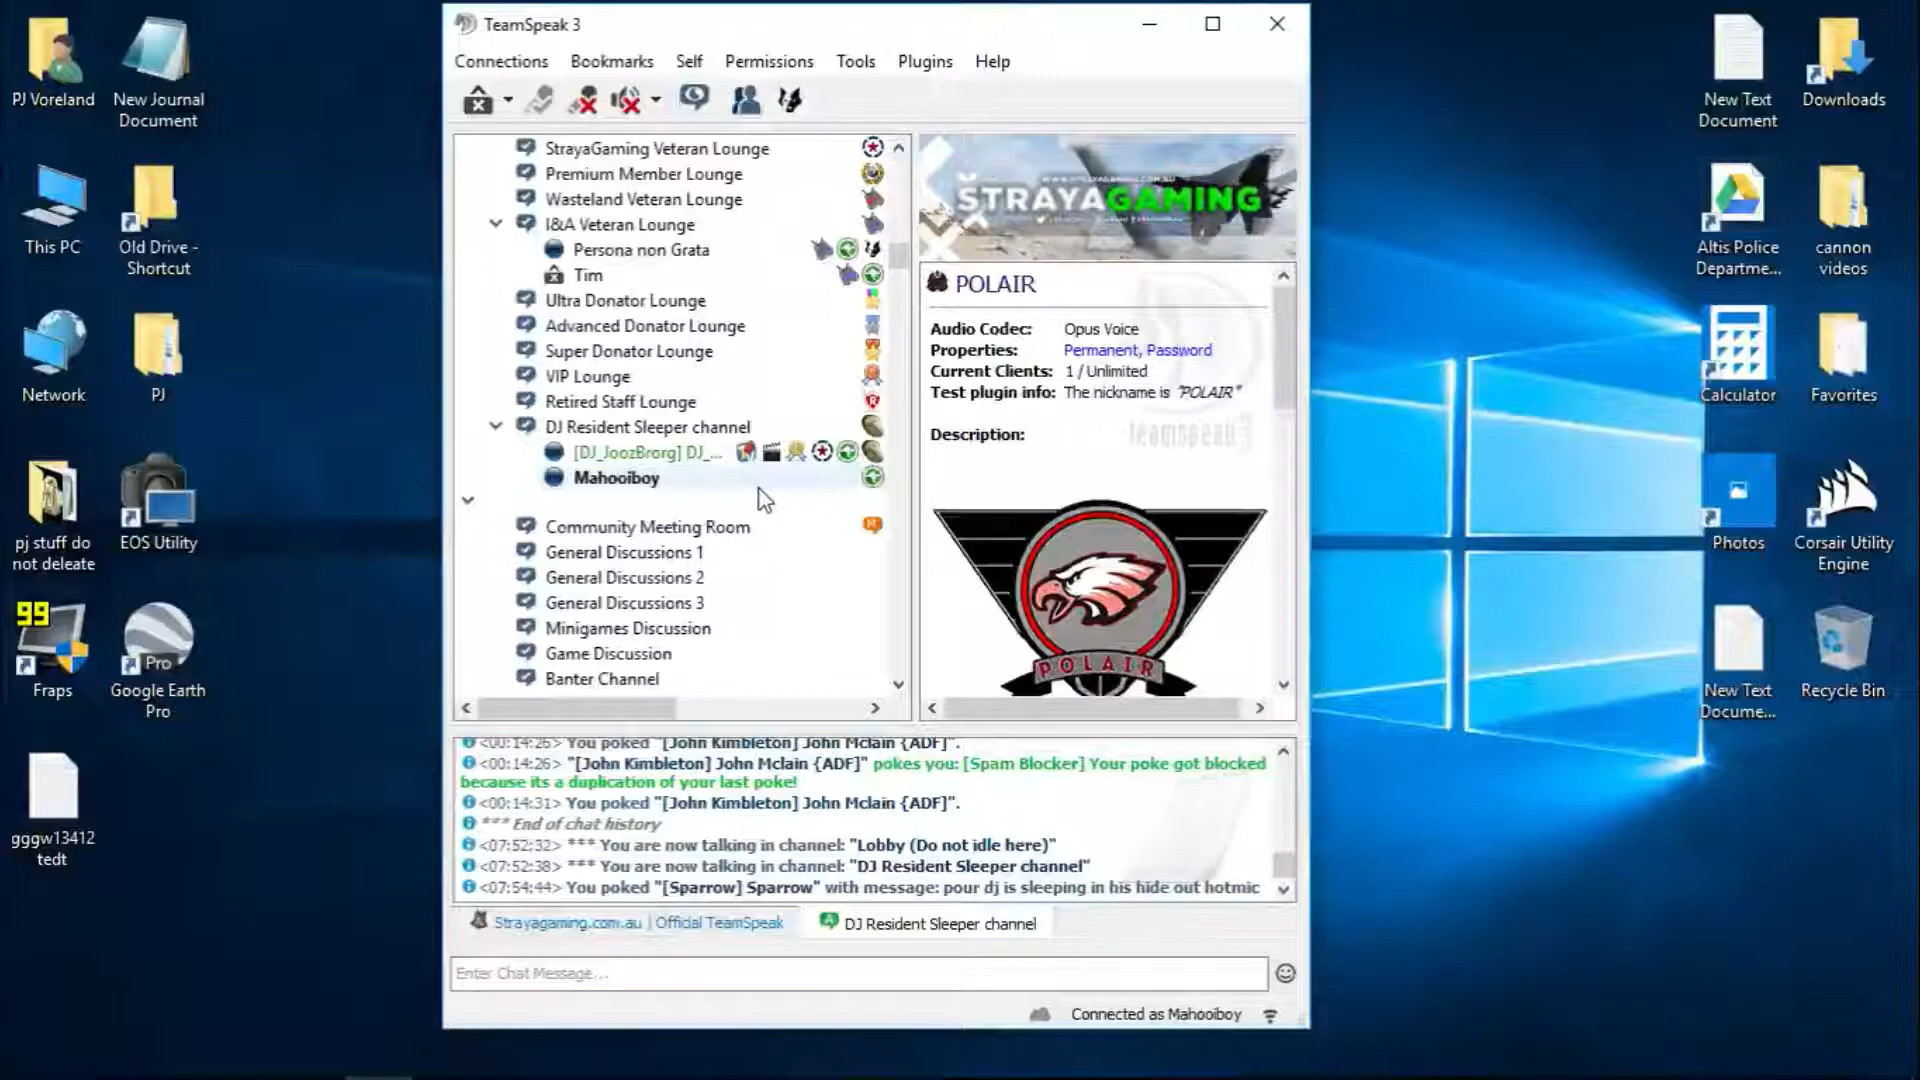 TeamSpeak 3
Connections Bookmarks Self Permissions Tools Plugins Help
StrayaGaming Veteran Lounge
Premium Member Lounge
Wasteland Veteran Lounge
I&A Veteran Lounge
Persona non Grata
Tim
Ultra Donator Lounge
Advanced Donator Lounge
Super Donator Lounge
VIP Lounge
Retired Staff Lounge
DJ Resident Sleeper channel
[DJ_JoozBrorg] DJ_...
Mahooiboy
Community Meeting Room
General Discussions 1
General Discussions 2
General Discussions 3
Minigames Discussion
Game Discussion
Banter Channel
STRAYAGAMING
POLAIR
Audio Codec: Opus Voice
Properties: Permanent, Password
Current Clients: 1 / Unlimited
Test plugin info: The nickname is "POLAIR"
Description:
teamspeak
POLAIR
<00:14:26> You poked "[John Kimbleton] John Mclain {ADF}".
<00:14:26> "[John Kimbleton] John Mclain {ADF}" pokes you: [Spam Blocker] Your poke got blocked
because its a duplication of your last poke!
<00:14:31> You poked "[John Kimbleton] John Mclain {ADF}".
*** End of chat history
<07:52:32> *** You are now talking in channel: "Lobby (Do not idle here)"
<07:52:38> *** You are now talking in channel: "DJ Resident Sleeper channel"
<07:54:44> You poked "[Sparrow] Sparrow" with message: pour dj is sleeping in his hide out hotmic
Strayagaming.com.au | Official TeamSpeak
DJ Resident Sleeper channel
Enter Chat Message...
Connected as Mahooiboy
PJ Voreland
New Journal
Document
This PC
Old Drive -
Shortcut
Network
PJ
pj stuff do
not deleate
EOS Utility
99
Fraps
Pro
Google Earth
Pro
gggw13412
tedt
New Text
Document
Downloads
Altis Police
Departme...
cannon
videos
Calculator
Favorites
Photos
Corsair Utility
Engine
New Text
Docume...
Recycle Bin